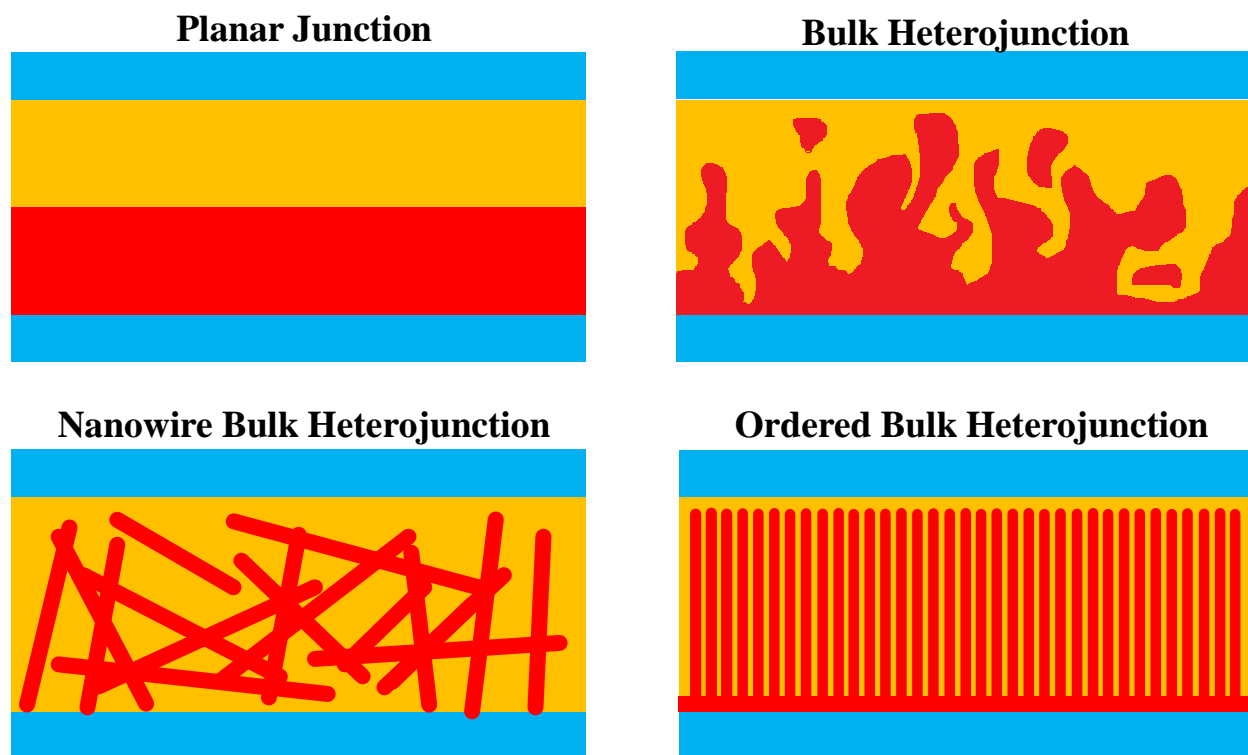 Planar Junction
Bulk Heterojunction
Nanowire Bulk Heterojunction
Ordered Bulk Heterojunction